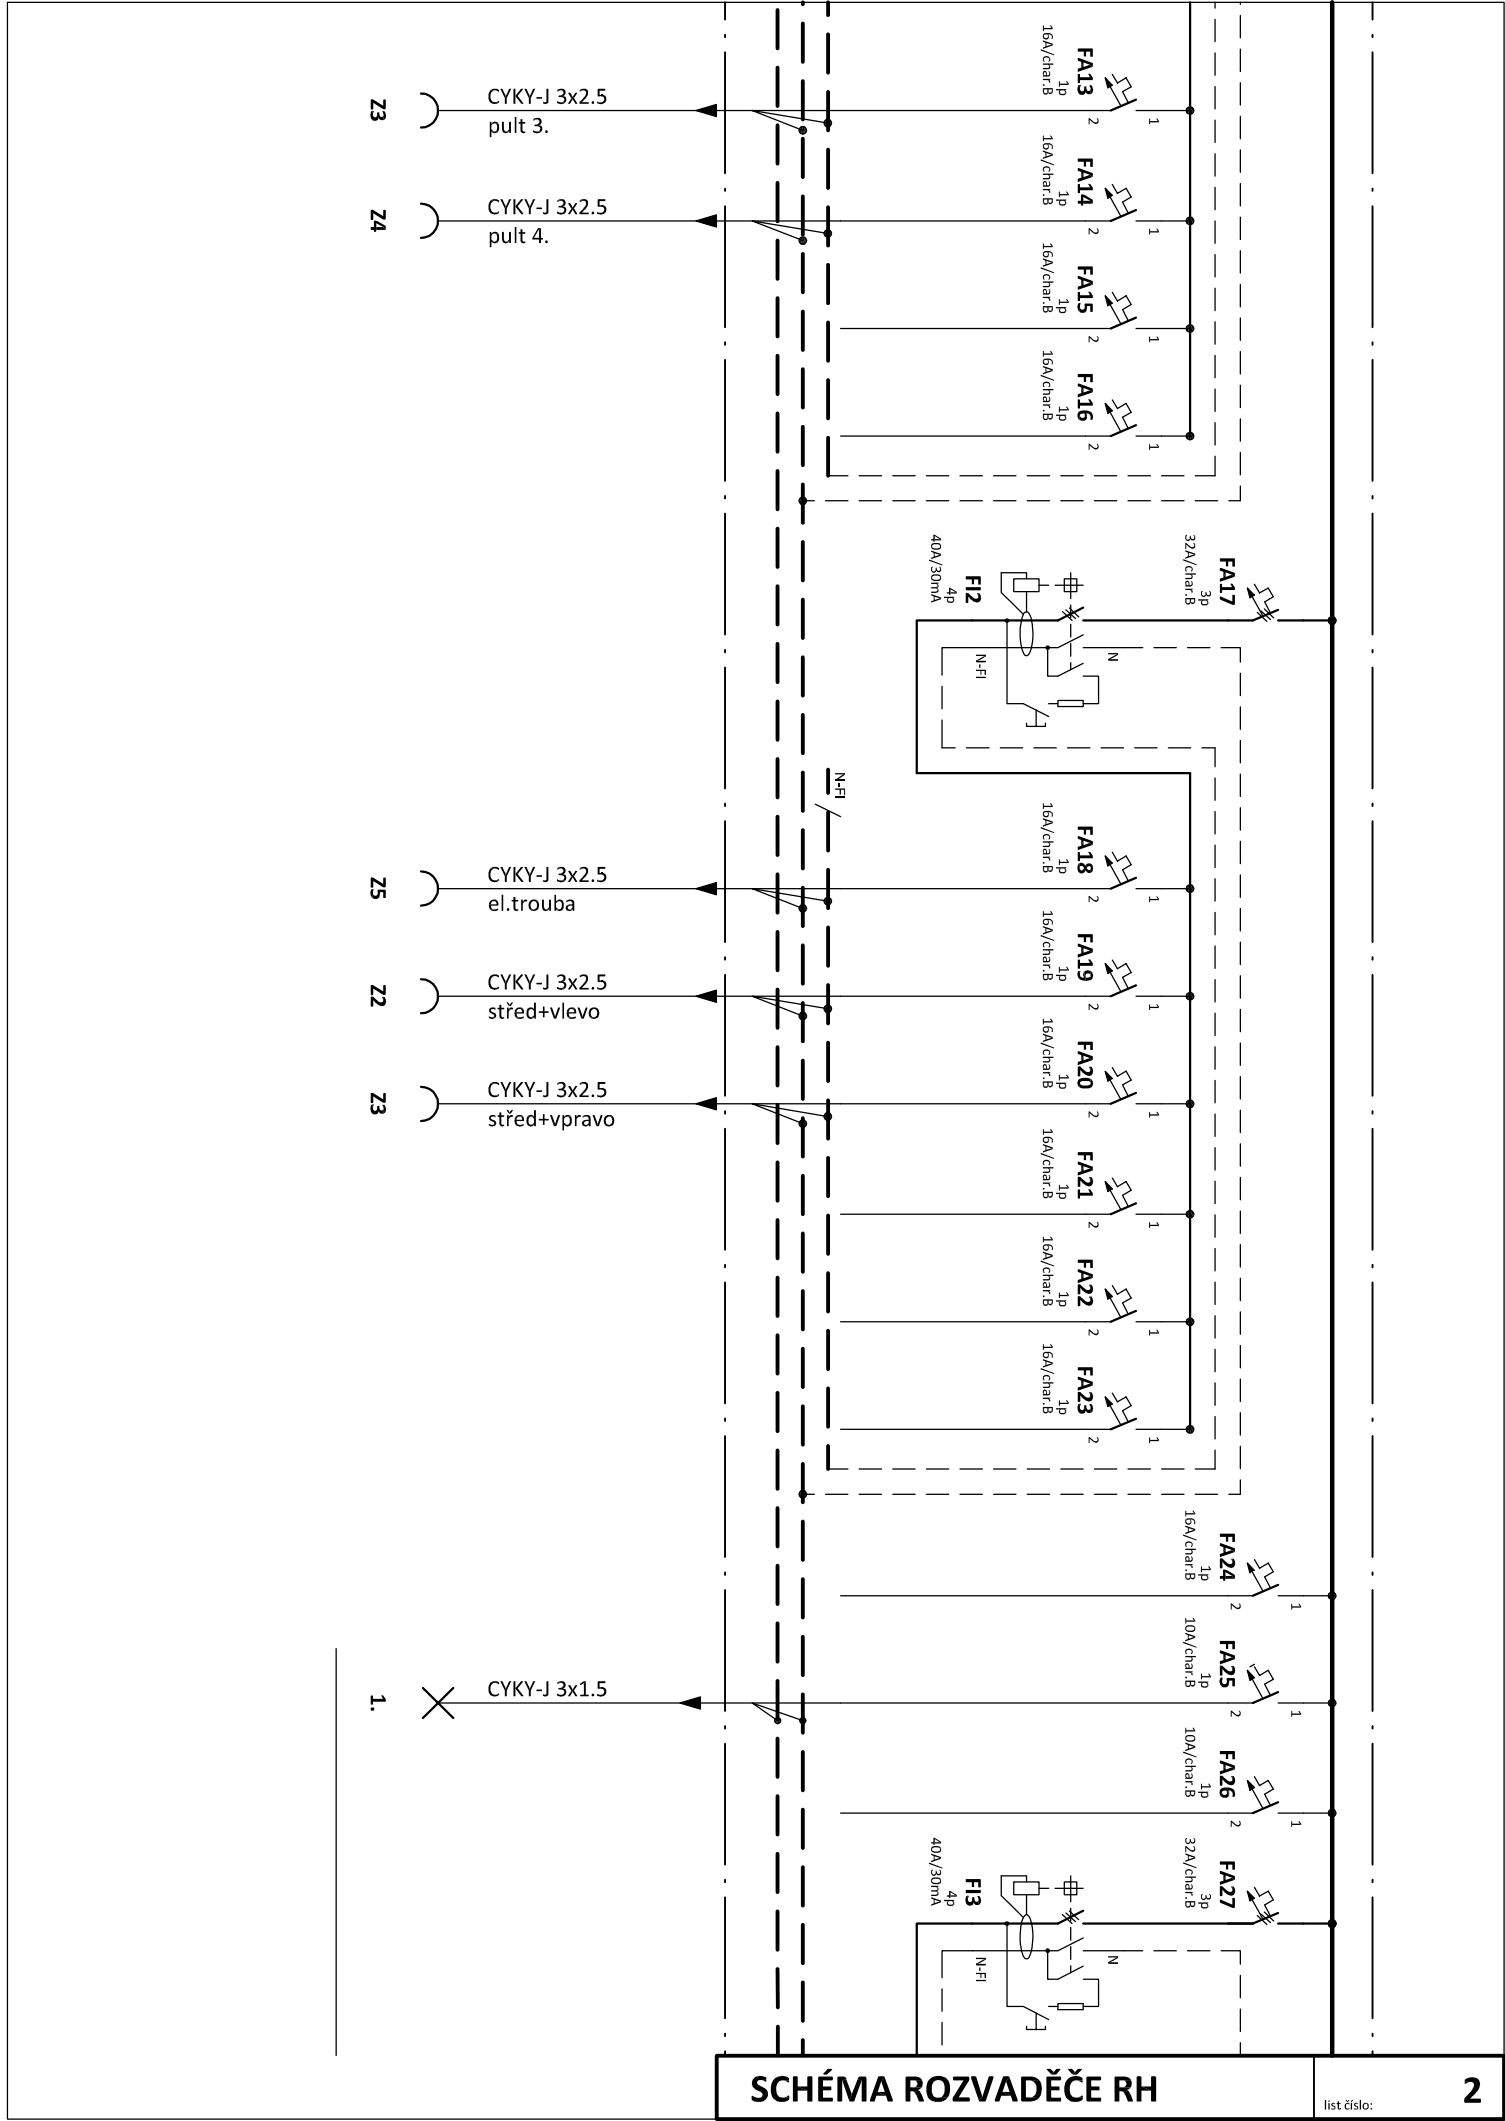 FA13
1p
16A/char.B
1
2
CYKY-J 3x2.5
pult 3.
Z3
FA14
1p
16A/char.B
1
2
CYKY-J 3x2.5
pult 4.
Z4
FA15
1p
16A/char.B
1
2
FA16
1p
16A/char.B
1
2
FA17
3p
32A/char.B
FI2
4p
40A/30mA
N
N-FI
N-FI
FA18
1p
16A/char.B
1
2
CYKY-J 3x2.5
el.trouba
Z5
FA19
1p
16A/char.B
1
2
CYKY-J 3x2.5
střed+vlevo
Z2
FA20
1p
16A/char.B
1
2
CYKY-J 3x2.5
střed+vpravo
Z3
FA21
1p
16A/char.B
1
2
FA22
1p
16A/char.B
1
2
FA23
1p
16A/char.B
1
2
FA24
1p
16A/char.B
1
2
FA25
1p
10A/char.B
1
2
CYKY-J 3x1.5
1.
FA26
1p
10A/char.B
1
2
FA27
3p
32A/char.B
FI3
4p
40A/30mA
N
N-FI
SCHÉMA ROZVADĚČE RH
list číslo:
2